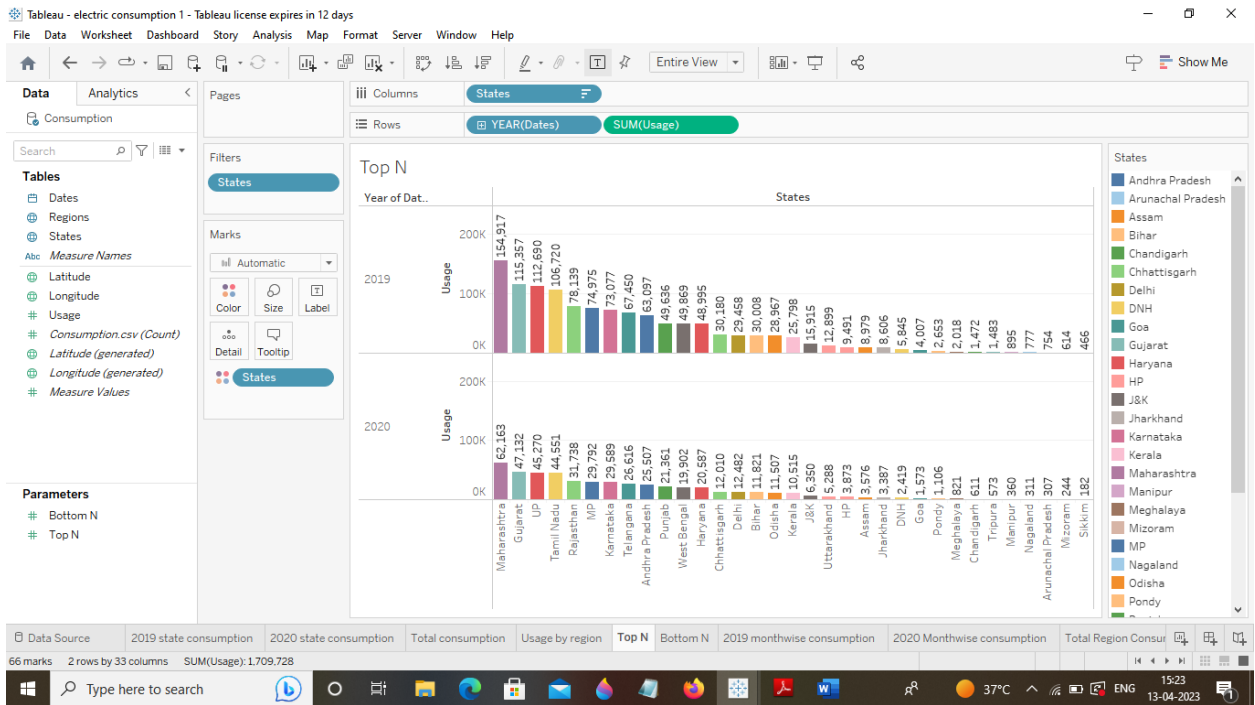 Tableau - electric consumption 1 - Tableau license expires in 12 days
File Data Worksheet Dashboard Story Analysis Map Format Server Window Help
Entire View
Show Me
Data Analytics
Consumption
Search
Tables
Dates
Regions
States
Abc Measure Names
Latitude
Longitude
# Usage
# Consumption.csv (Count)
Latitude (generated)
Longitude (generated)
# Measure Values
Parameters
# Bottom N
# Top N
Pages
Filters
States
Marks
Automatic
Color Size Label
Detail Tooltip
States
iii Columns States
Rows YEAR(Dates) SUM(Usage)
Top N
Year of Dat..
States
2019
Usage
200K
100K
0K
154,917 115,357 112,690 106,720 78,139 74,975 73,077 67,450 63,097 49,636 49,869 48,995 30,180 29,458 30,008 28,967 25,798 15,915 12,899 9,491 8,979 8,606 5,845 4,007 2,653 2,018 1,472 1,483 895 777 754 614 466
2020
Usage
200K
100K
0K
62,163 47,132 45,270 44,551 31,738 29,792 29,589 26,616 25,507 21,361 19,902 20,587 12,010 12,482 11,821 11,507 10,515 6,350 5,288 3,873 3,576 3,387 2,419 1,573 1,106 821 611 573 360 311 307 244 182
Maharashtra Gujarat UP Tamil Nadu Rajasthan MP Karnataka Telangana Andhra Pradesh Punjab West Bengal Haryana Chhattisgarh Delhi Bihar Odisha Kerala J&K Uttarakhand HP Assam Jharkhand DNH Goa Pondy Meghalaya Chandigarh Tripura Manipur Nagaland Arunachal Pradesh Mizoram Sikkim
States
Andhra Pradesh
Arunachal Pradesh
Assam
Bihar
Chandigarh
Chhattisgarh
Delhi
DNH
Goa
Gujarat
Haryana
HP
J&K
Jharkhand
Karnataka
Kerala
Maharashtra
Manipur
Meghalaya
Mizoram
MP
Nagaland
Odisha
Pondy
Data Source 2019 state consumption 2020 state consumption Total consumption Usage by region Top N Bottom N 2019 monthwise consumption 2020 Monthwise consumption Total Region Consur
66 marks 2 rows by 33 columns SUM(Usage): 1,709,728
Type here to search
37°C ENG
15:23
13-04-2023
1